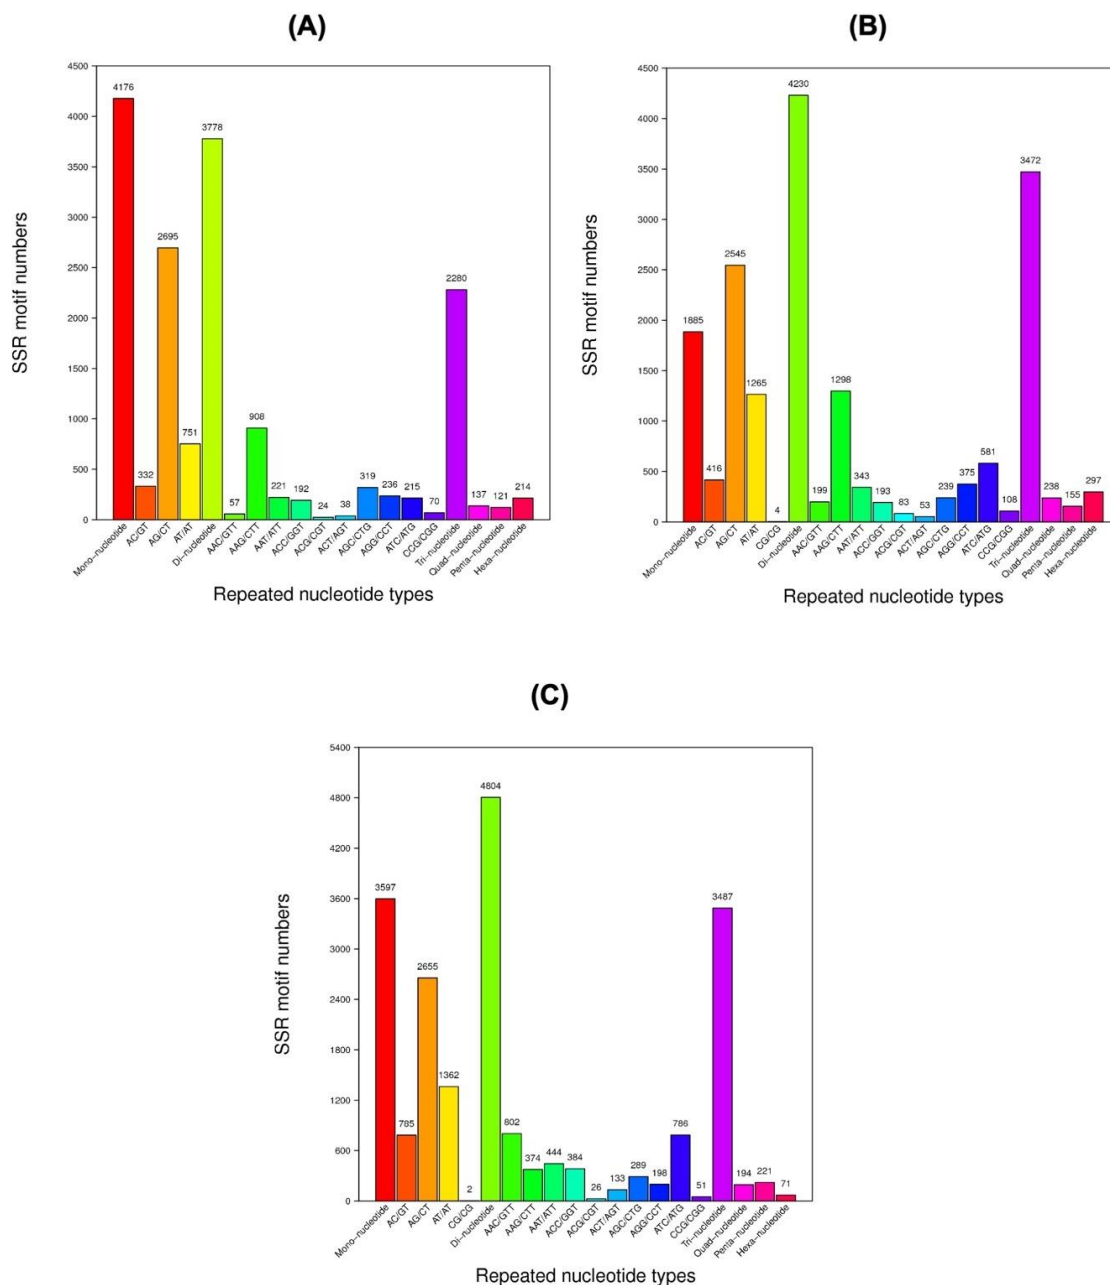 (A)
4500
4000
3500
3000
2500
2000
1500
1000
500
0
SSR motif numbers
4176
332
2695
751
3778
57
908
221
192
24
38
319
236
215
70
2280
137
121
214
Mono-nucleotide
AC/GT
AG/CT
AT/AT
Di-nucleotide
AAC/GTT
AAG/CTT
AAT/ATT
ACC/GGT
ACG/CGT
ACT/AGT
AGC/CTG
AGG/CCT
ATC/ATG
CCG/CGG
Tri-nucleotide
Quad-nucleotide
Penta-nucleotide
Hexa-nucleotide
Repeated nucleotide types
(B)
4500
4000
3500
3000
2500
2000
1500
1000
500
0
SSR motif numbers
1885
416
2545
1265
4
4230
199
1298
343
193
83
53
239
375
581
108
3472
238
155
297
Mono-nucleotide
AC/GT
AG/CT
AT/AT
CG/CG
Di-nucleotide
AAC/GTT
AAG/CTT
AAT/ATT
ACC/GGT
ACG/CGT
ACT/AGT
AGC/CTG
AGG/CCT
ATC/ATG
CCG/CGG
Tri-nucleotide
Quad-nucleotide
Penta-nucleotide
Hexa-nucleotide
Repeated nucleotide types
(C)
5400
4800
4200
3600
3000
2400
1800
1200
600
0
SSR motif numbers
3597
785
2655
1362
2
4804
802
374
444
384
26
133
289
198
786
51
3487
194
221
71
Mono-nucleotide
AC/GT
AG/CT
AT/AT
CG/CG
Di-nucleotide
AAC/GTT
AAG/CTT
AAT/ATT
ACC/GGT
ACG/CGT
ACT/AGT
AGC/CTG
AGG/CCT
ATC/ATG
CCG/CGG
Tri-nucleotide
Quad-nucleotide
Penta-nucleotide
Hexa-nucleotide
Repeated nucleotide types